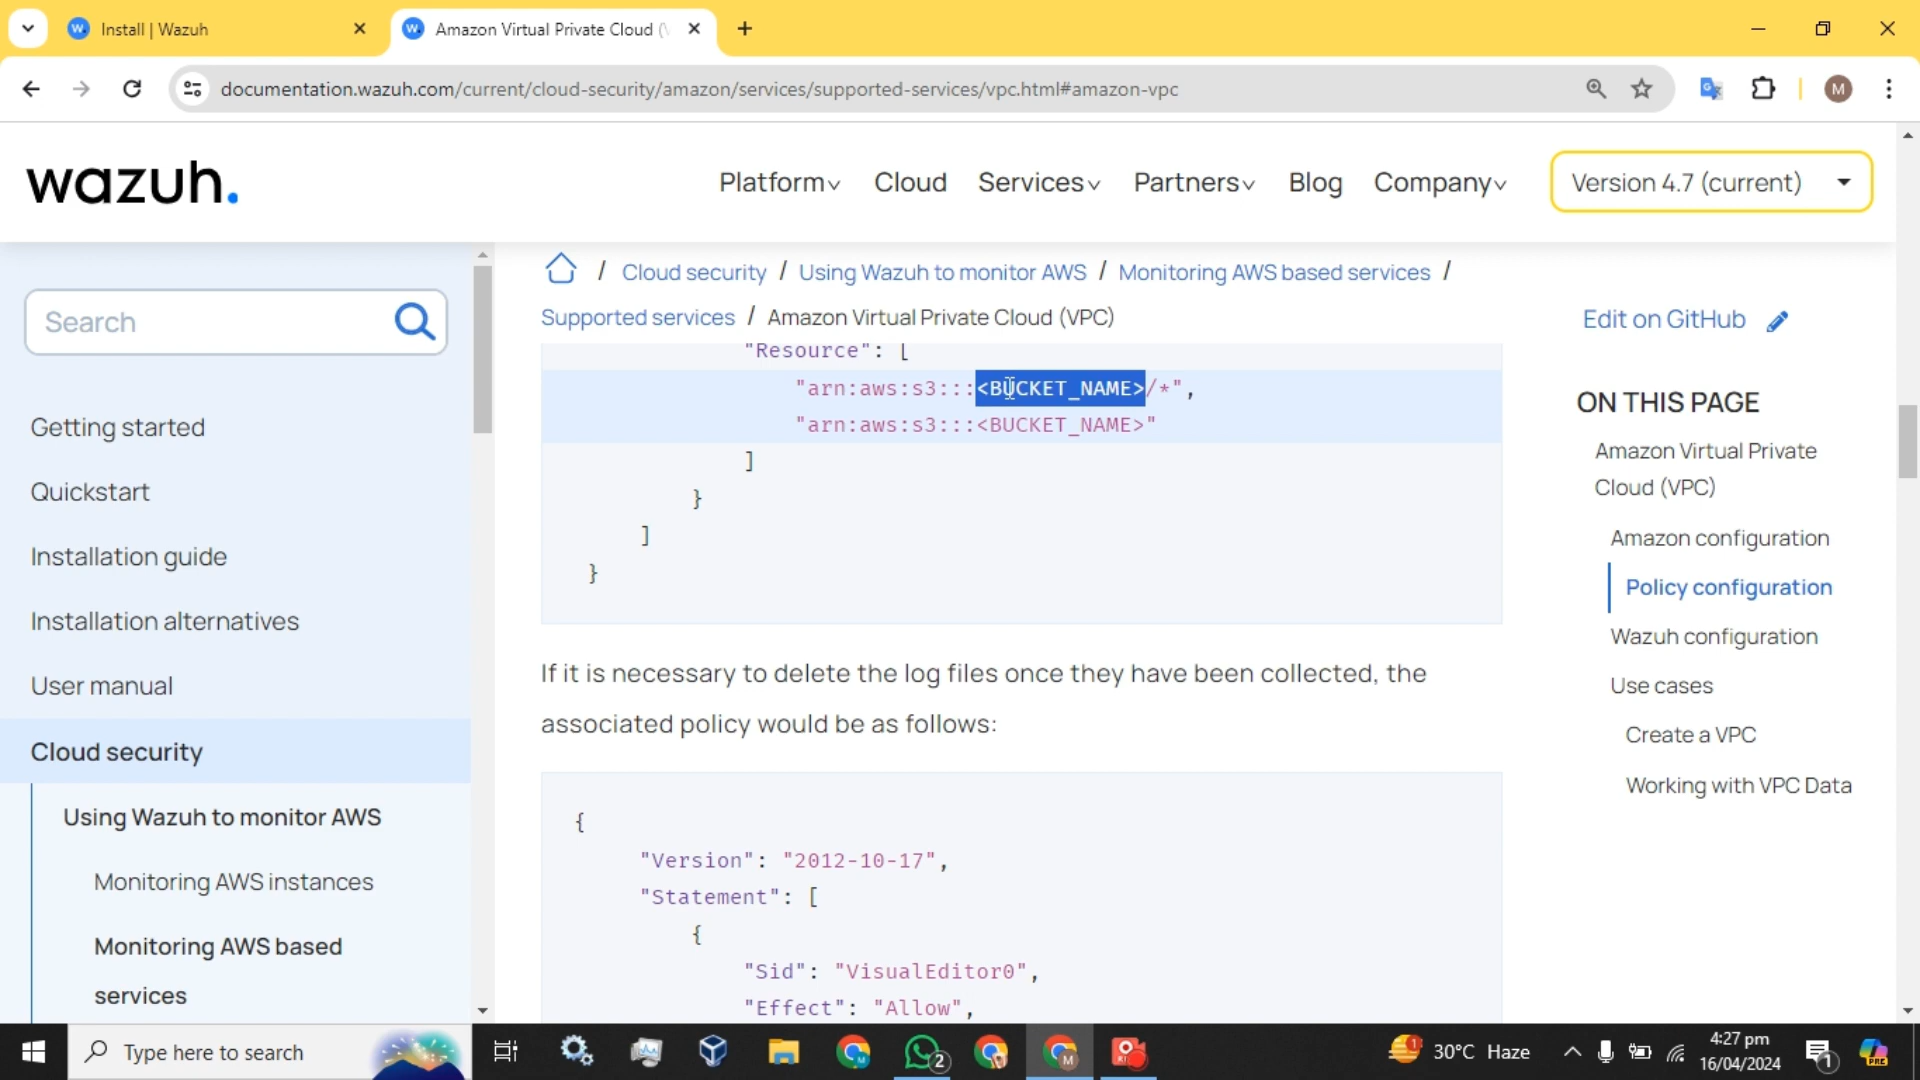 Install | Wazuh
Amazon Virtual Private Cloud (
documentation.wazuh.com/current/cloud-security/amazon/services/supported-services/vpc.html#amazon-vpc
M
wazuh.
Platform
Cloud
Services
Partners
Blog
Company
Version 4.7 (current)
Search
Getting started
Quickstart
Installation guide
Installation alternatives
User manual
Cloud security
Using Wazuh to monitor AWS
Monitoring AWS instances
Monitoring AWS based
services
/ Cloud security / Using Wazuh to monitor AWS / Monitoring AWS based services /
Supported services / Amazon Virtual Private Cloud (VPC)
"Resource": [
"arn:aws:s3:::<BUCKET_NAME>/*",
"arn:aws:s3:::<BUCKET_NAME>"
]
}
]
}
If it is necessary to delete the log files once they have been collected, the
associated policy would be as follows:
{
"Version": "2012-10-17",
"Statement": [
{
"Sid": "VisualEditor0",
"Effect": "Allow",
Edit on GitHub
ON THIS PAGE
Amazon Virtual Private
Cloud (VPC)
Amazon configuration
Policy configuration
Wazuh configuration
Use cases
Create a VPC
Working with VPC Data
Type here to search
2
M
1
30°C Haze
4:27 pm
16/04/2024
1
PRE